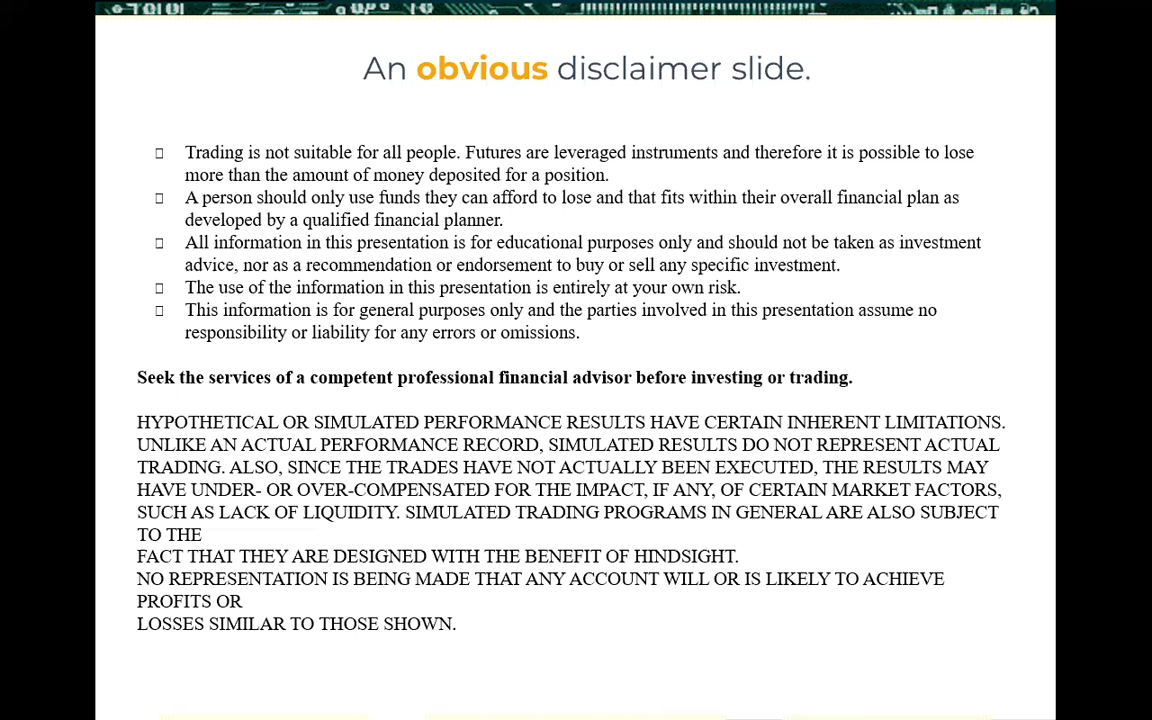 An obvious disclaimer slide.
Trading is not suitable for all people. Futures are leveraged instruments and therefore it is possible to lose
more than the amount of money deposited for a position.
A person should only use funds they can afford to lose and that fits within their overall financial plan as
developed by a qualified financial planner.
All information in this presentation is for educational purposes only and should not be taken as investment
advice, nor as a recommendation or endorsement to buy or sell any specific investment.
The use of the information in this presentation is entirely at your own risk.
This information is for general purposes only and the parties involved in this presentation assume no
responsibility or liability for any errors or omissions.
Seek the services of a competent professional financial advisor before investing or trading.
HYPOTHETICAL OR SIMULATED PERFORMANCE RESULTS HAVE CERTAIN INHERENT LIMITATIONS.
UNLIKE AN ACTUAL PERFORMANCE RECORD, SIMULATED RESULTS DO NOT REPRESENT ACTUAL
TRADING. ALSO, SINCE THE TRADES HAVE NOT ACTUALLY BEEN EXECUTED, THE RESULTS MAY
HAVE UNDER- OR OVER-COMPENSATED FOR THE IMPACT, IF ANY, OF CERTAIN MARKET FACTORS,
SUCH AS LACK OF LIQUIDITY. SIMULATED TRADING PROGRAMS IN GENERAL ARE ALSO SUBJECT
TO THE
FACT THAT THEY ARE DESIGNED WITH THE BENEFIT OF HINDSIGHT.
NO REPRESENTATION IS BEING MADE THAT ANY ACCOUNT WILL OR IS LIKELY TO ACHIEVE
PROFITS OR
LOSSES SIMILAR TO THOSE SHOWN.